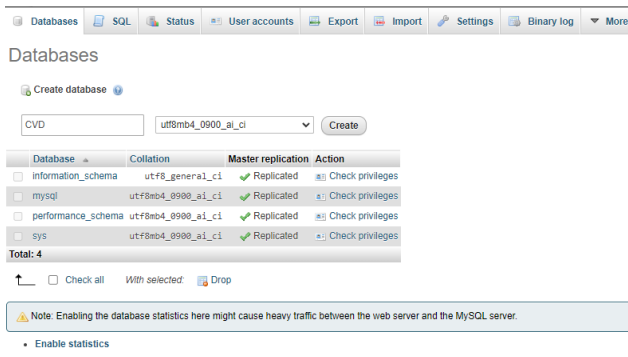 Databases SQL Status User accounts Export Import Settings Binary log More
Databases
Create database
CVD utf8mb4_0900_ai_ci Create
Database Collation Master replication Action
information_schema utf8_general_ci Replicated Check privileges
mysql utf8mb4_0900_ai_ci Replicated Check privileges
performance_schema utf8mb4_0900_ai_ci Replicated Check privileges
sys utf8mb4_0900_ai_ci Replicated Check privileges
Total: 4
Check all With selected: Drop
Note: Enabling the database statistics here might cause heavy traffic between the web server and the MySQL server.
• Enable statistics